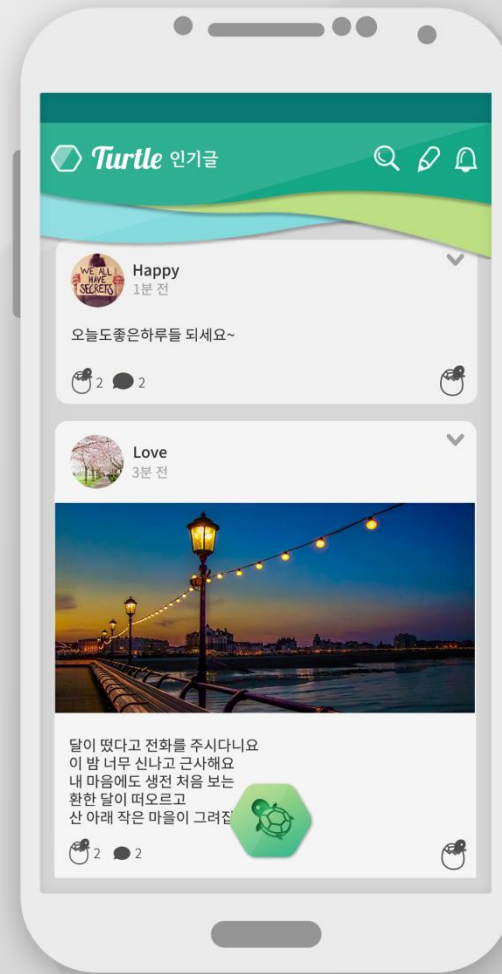 Turtle 인기글
WE ALL
HAVE
SECRETS
Happy
1분 전
오늘도좋은하루들 되세요~
2 2
Love
3분 전
달이 떴다고 전화를 주시다니요
이 밤 너무 신나고 근사해요
내 마음에도 생전 처음 보는
환한 달이 떠오르고
산 아래 작은 마을이
2 2